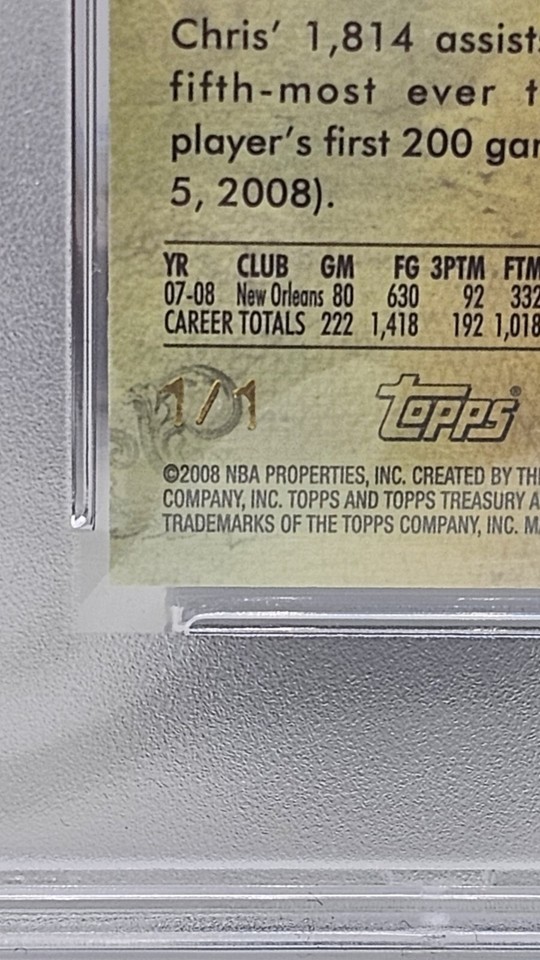 Chris’ 1,814 assist
fifth-most ever t
player’s first 200 gar
5, 2008).
YR CLUB GM FG 3PTM FTM
07-08 New Orleans 80 630 92 332
CAREER TOTALS 222 1,418 192 1,018
1/1 Topps®
©2008 NBA PROPERTIES, INC. CREATED BY TH
COMPANY, INC. TOPPS AND TOPPS TREASURY A
TRADEMARKS OF THE TOPPS COMPANY, INC. M